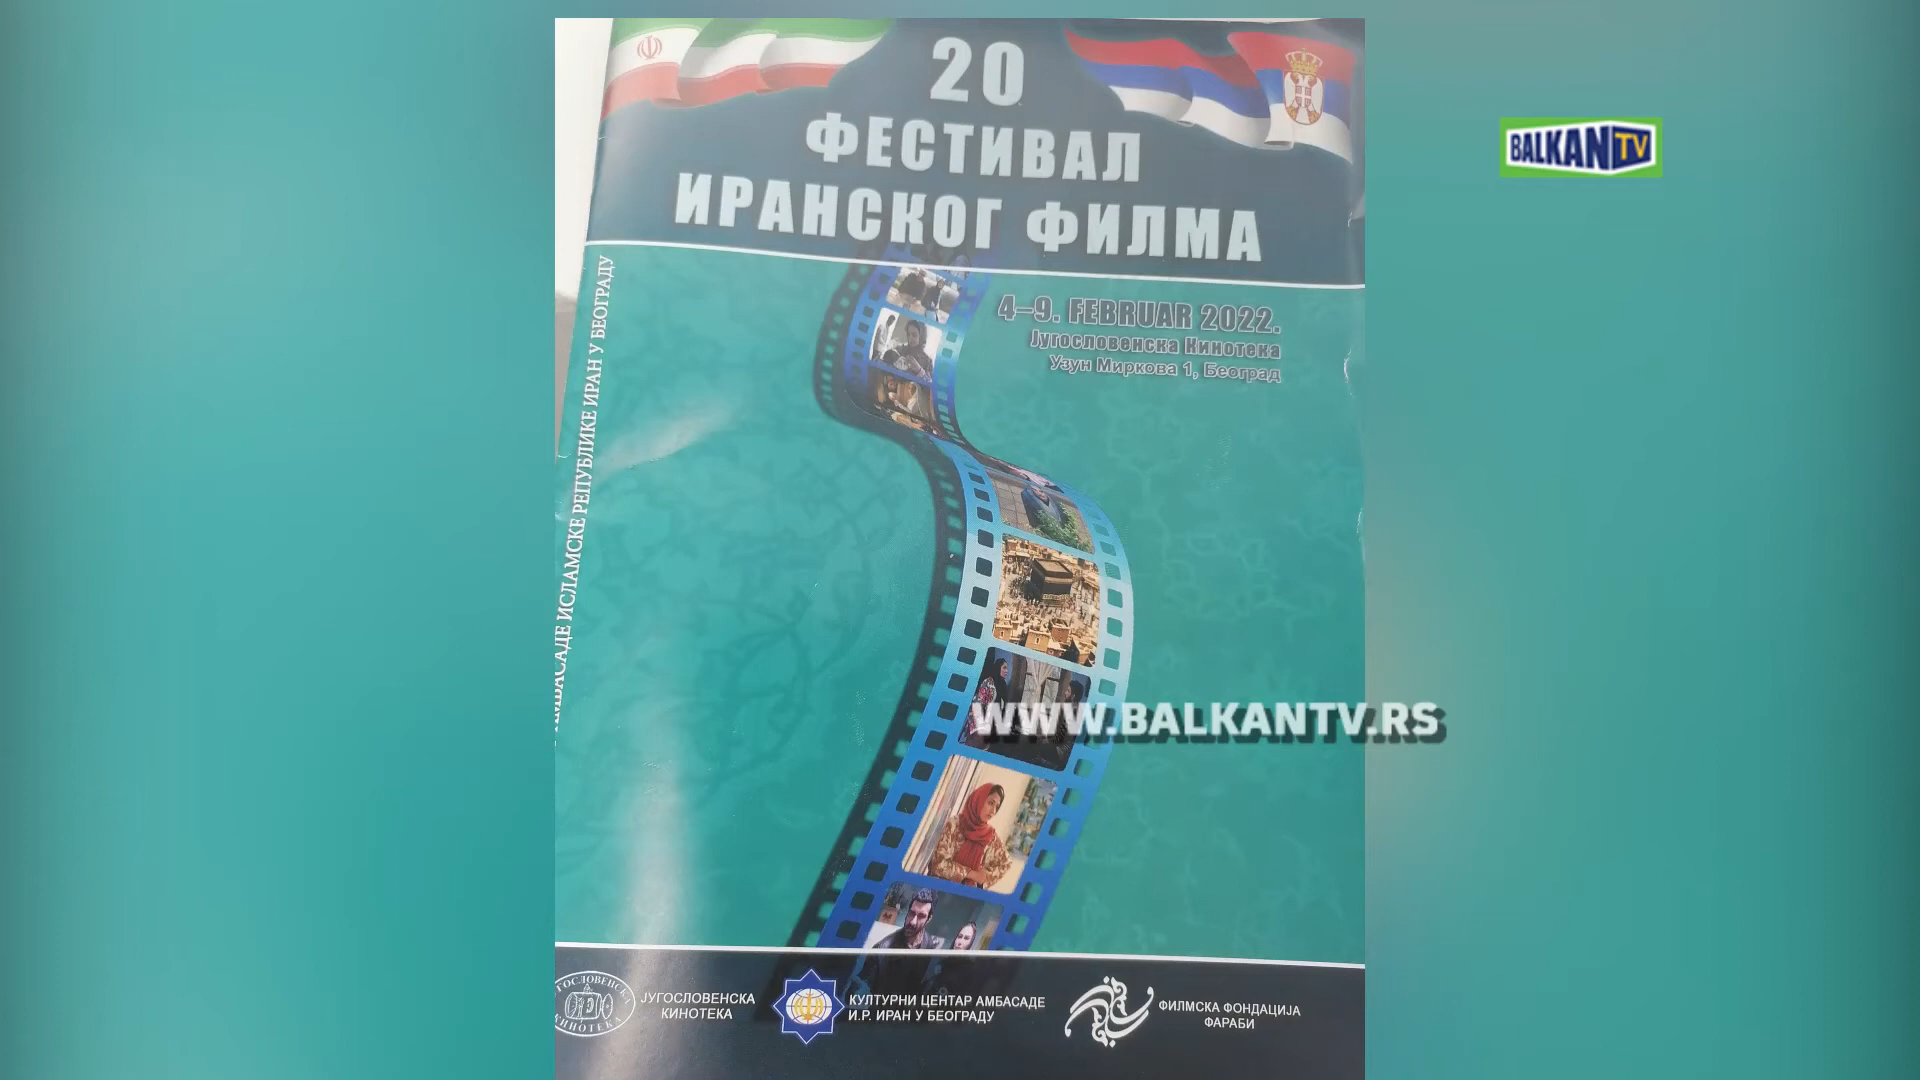 20
ФЕСТИВАЛ
ИРАНСКОГ ФИЛМА
4–9. FEBRUAR 2022.
Југословенска Кинотека
Узун Миркова 1, Београд
АМБАСАДЕ ИСЛАМСКЕ РЕПУБЛИКЕ ИРАН У БЕОГРАДУ
BALKAN TV
WWW.BALKANTV.RS
КИНОТЕКА
ЈУГОСЛОВЕНСКА
КИНОТЕКА
КУЛТУРНИ ЦЕНТАР АМБАСАДЕ
И.Р. ИРАН У БЕОГРАДУ
ФИЛМСКА ФОНДАЦИЈА
ФАРАБИ